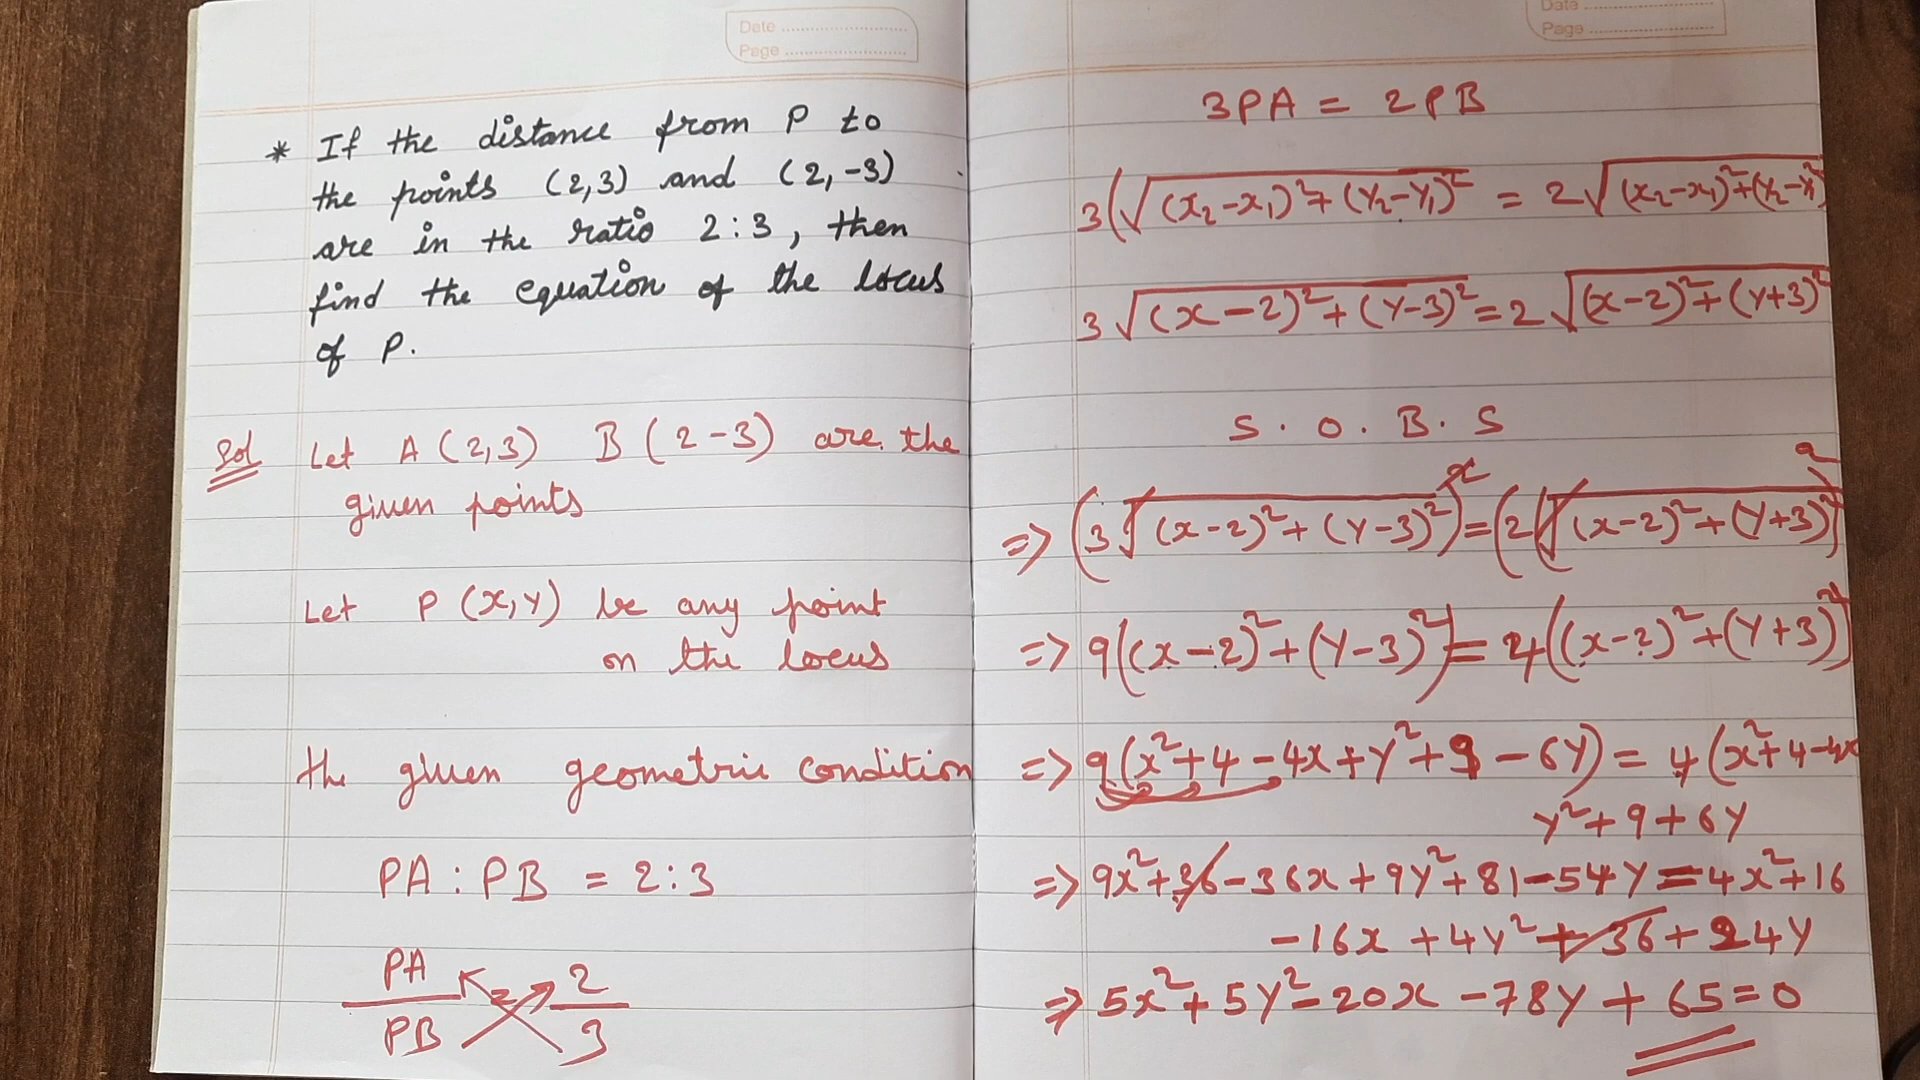 Date
Page
* If the distance from P to
the points (2,3) and (2,-3)
are in the ratio 2:3, then
find the equation of the locus
of P.
Sol Let A(2,3) B(2-3) are the
given points
Let P(x,y) be any point
on the locus
the given geometric condition
PA : PB = 2:3
PA/PB 2/3
Date
Page
3PA = 2PB
3(√(x₂-x₁)²+(y₂-y₁)² = 2√(x₂-x₁)²+(y₂-y₁)²
3√(x-2)²+(y-3)² = 2√(x-2)²+(y+3)²
S.O.B.S
=> (3√(x-2)²+(y-3)²)² = (2(√(x-2)²+(y+3)²)²
=> 9((x-2)²+(y-3)²) = 4((x-2)²+(y+3)²)
=> 9(x²+4-4x+y²+9-6y) = 4(x²+4-4x
y²+9+6y
=> 9x²+36-36x+9y²+81-54y=4x²+16
-16x+4y²+36+24y
=> 5x²+5y²-20x-78y+65=0